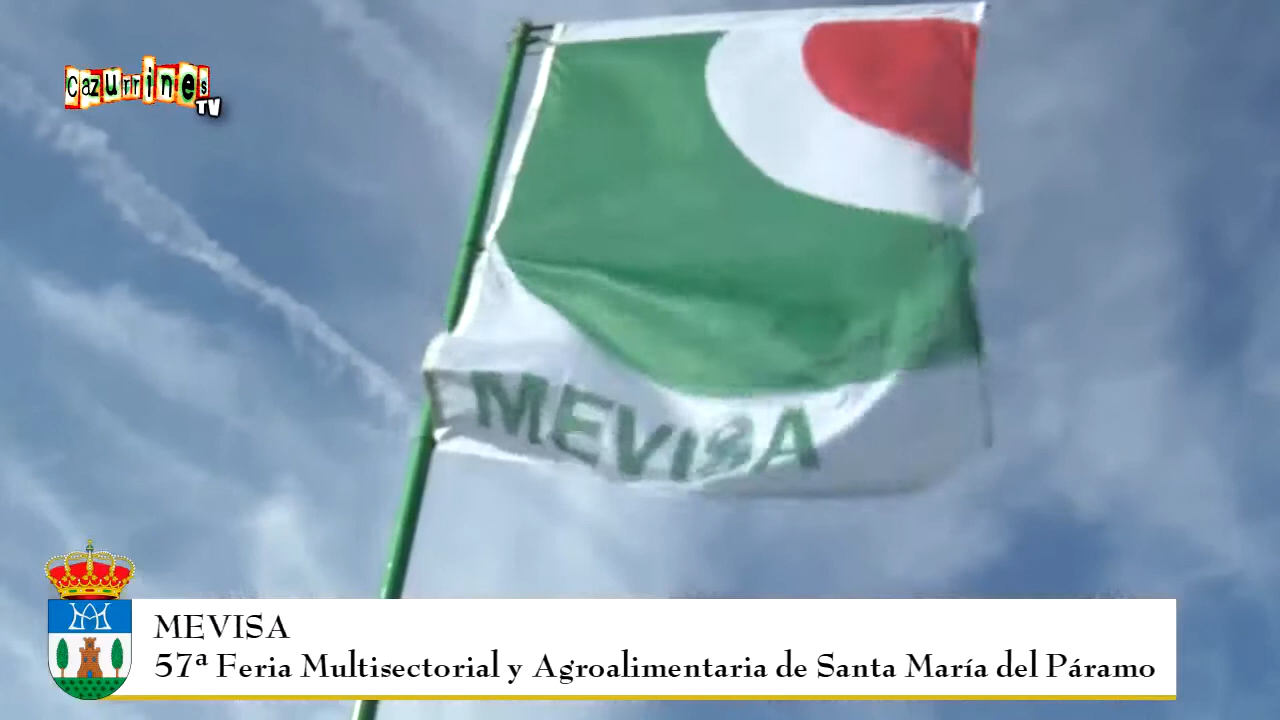 Cazurrines
TV
MEVISA
MEVISA
57ª Feria Multisectorial y Agroalimentaria de Santa María del Páramo